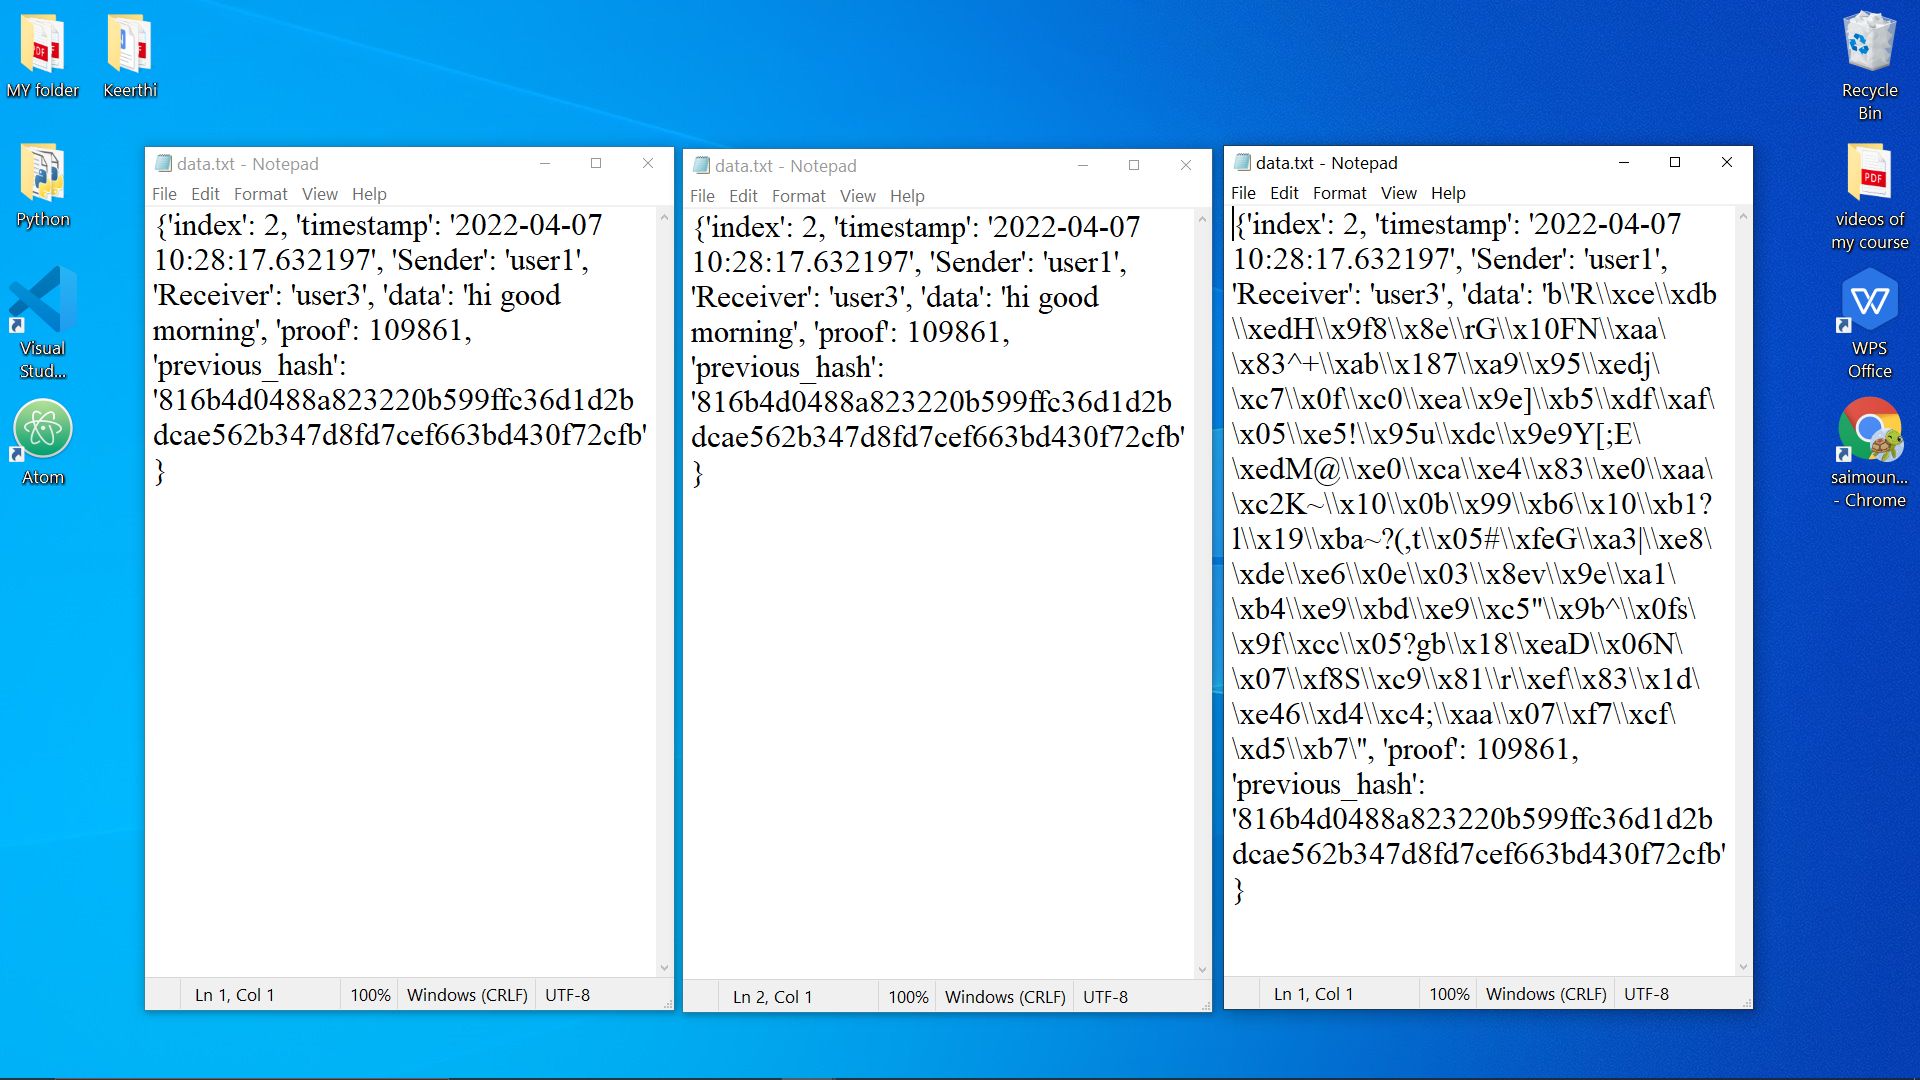 MY folder
Keerthi
Python
Visual
Stud...
Atom
data.txt - Notepad
File Edit Format View Help
{'index': 2, 'timestamp': '2022-04-07
10:28:17.632197', 'Sender': 'user1',
'Receiver': 'user3', 'data': 'hi good
morning', 'proof': 109861,
'previous_hash':
'816b4d0488a823220b599ffc36d1d2b
dcae562b347d8fd7cef663bd430f72cfb'
}
Ln 1, Col 1 100% Windows (CRLF) UTF-8
data.txt - Notepad
File Edit Format View Help
{'index': 2, 'timestamp': '2022-04-07
10:28:17.632197', 'Sender': 'user1',
'Receiver': 'user3', 'data': 'hi good
morning', 'proof': 109861,
'previous_hash':
'816b4d0488a823220b599ffc36d1d2b
dcae562b347d8fd7cef663bd430f72cfb'
}
Ln 2, Col 1 100% Windows (CRLF) UTF-8
data.txt - Notepad
File Edit Format View Help
{'index': 2, 'timestamp': '2022-04-07
10:28:17.632197', 'Sender': 'user1',
'Receiver': 'user3', 'data': 'b\'R\\xce\\xdb
\\xedH\\x9f8\\x8e\\rG\\x10FN\\xaa\
\x83^+\\xab\\x187\\xa9\\x95\\xedj\
\xc7\\x0f\\xc0\\xea\\x9e]\\xb5\\xdf\\xaf\
\x05\\xe5!\\x95u\\xdc\\x9e9Y[;E\
\xedM@\\xe0\\xca\\xe4\\x83\\xe0\\xaa\
\xc2K~\\x10\\x0b\\x99\\xb6\\x10\\xb1?
l\\x19\\xba~?(,t\\x05#\\xfeG\\xa3|\\xe8\
\xde\\xe6\\x0e\\x03\\x8ev\\x9e\\xa1\
\xb4\\xe9\\xbd\\xe9\\xc5"\\x9b^\\x0fs\
\x9f\\xcc\\x05?gb\\x18\\xeaD\\x06N\
\x07\\xf8S\\xc9\\x81\\r\\xef\\x83\\x1d\
\xe46\\xd4\\xc4;\\xaa\\x07\\xf7\\xcf\
\xd5\\xb7\'', 'proof': 109861,
'previous_hash':
'816b4d0488a823220b599ffc36d1d2b
dcae562b347d8fd7cef663bd430f72cfb'
}
Ln 1, Col 1 100% Windows (CRLF) UTF-8
Recycle
Bin
PDF
videos of
my course
WPS
Office
saimoun...
- Chrome